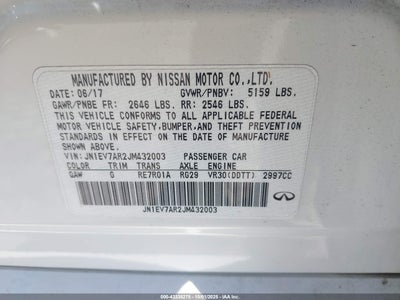 MANUFACTURED BY NISSAN MOTOR CO.,LTD.
DATE: 06/17 GVWR/PNBV: 5159 LBS.
GAWR/PNBE FR: 2646 LBS. RR: 2546 LBS.
THIS VEHICLE CONFORMS TO ALL APPLICABLE FEDERAL
MOTOR VEHICLE SAFETY, BUMPER, AND THEFT PREVENTION
STANDARDS IN EFFECT ON THE DATE OF MANUFACTURE
SHOWN ABOVE.
VIN: JN1EV7AR2JM432003 PASSENGER CAR
COLOR TRIM TRANS AXLE ENGINE
QAW G RE7R01A RG29 VR30(DDTT) 2997CC
JN1EV7AR2JM432003
INFINITI